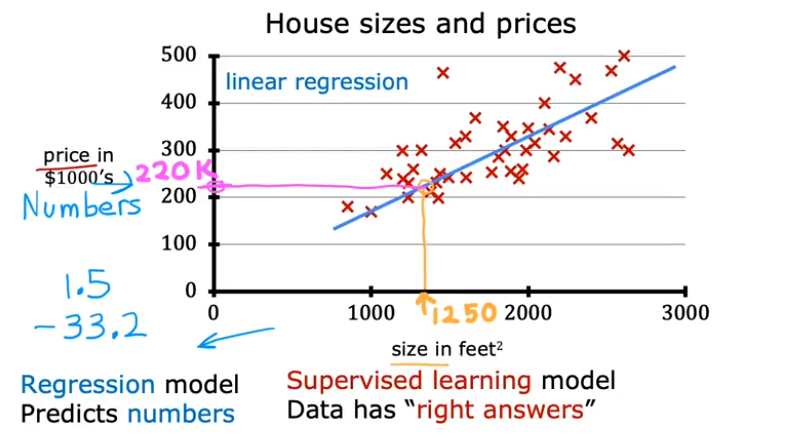 House sizes and prices
500
linear regression
400
300
price in
$1000's
220K
200
Numbers
100
0
1.5
-33.2
0
1000
1250
2000
3000
size in feet²
Regression model
Predicts numbers
Supervised learning model
Data has “right answers”